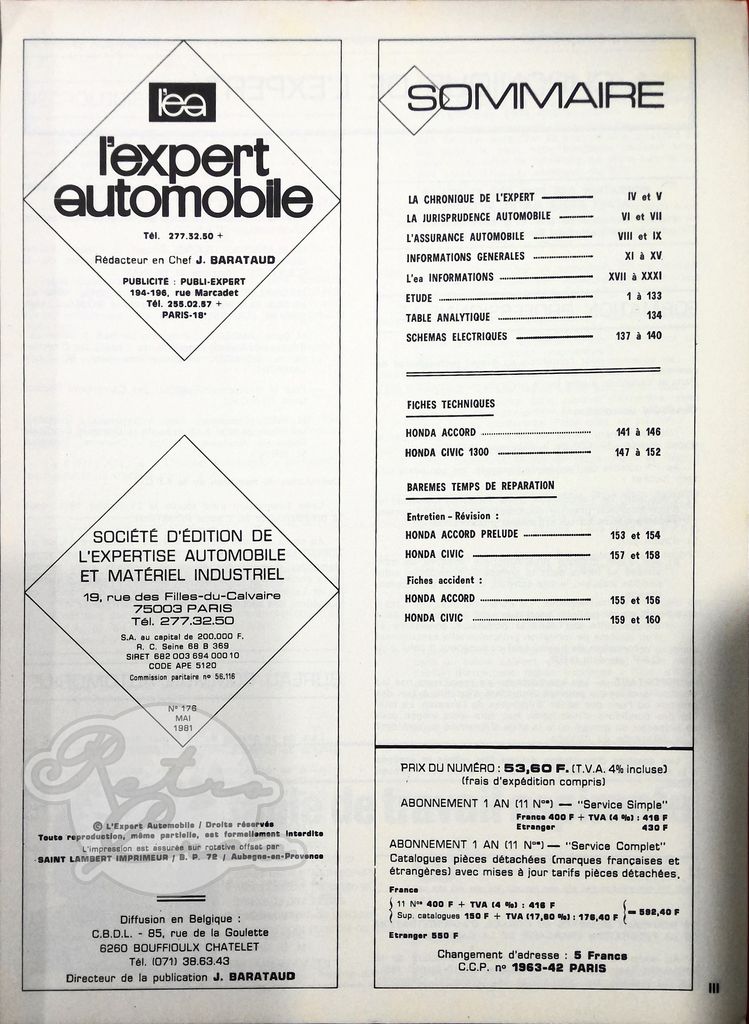 l'ea
l'expert
automobile
Tél. 277.32.50 +
Rédacteur en Chef J. BARATAUD
PUBLICITE : PUBLI-EXPERT
194-196, rue Marcadet
Tél. 255.02.57 +
PARIS-18e
SOCIÉTÉ D'ÉDITION DE
L'EXPERTISE AUTOMOBILE
ET MATÉRIEL INDUSTRIEL
19, rue des Filles-du-Calvaire
75003 PARIS
Tél. 277.32.50
S.A. au capital de 200.000 F.
R. C. Seine 68 B 369
SIRET 682 003 694 000 10
CODE APE 5120
Commission paritaire nº 56.116
Nº 176
MAI
1981
Retro
© L'Expert Automobile / Droits réservés
Toute reproduction, même partielle, est formellement interdite
L'impression est assurée sur rotative offset par
SAINT LAMBERT IMPRIMEUR / B. P. 72 / Aubagne-en-Provence
Diffusion en Belgique :
C.B.D.L. - 85, rue de la Goulette
6260 BOUFFIOULX CHATELET
Tél. (071) 38.63.43
Directeur de la publication J. BARATAUD
SOMMAIRE
LA CHRONIQUE DE L'EXPERT IV et V
LA JURISPRUDENCE AUTOMOBILE VI et VII
L'ASSURANCE AUTOMOBILE VIII et IX
INFORMATIONS GENERALES XI à XV
L'ea INFORMATIONS XVII à XXXI
ETUDE 1 à 133
TABLE ANALYTIQUE 134
SCHEMAS ELECTRIQUES 137 à 140
FICHES TECHNIQUES
HONDA ACCORD 141 à 146
HONDA CIVIC 1300 147 à 152
BAREMES TEMPS DE REPARATION
Entretien - Révision :
HONDA ACCORD PRELUDE 153 et 154
HONDA CIVIC 157 et 158
Fiches accident :
HONDA ACCORD 155 et 156
HONDA CIVIC 159 et 160
PRIX DU NUMÉRO : 53,60 F. (T.V.A. 4% incluse)
(frais d'expédition compris)
ABONNEMENT 1 AN (11 Nos) — "Service Simple"
France 400 F + TVA (4 %) : 416 F
Etranger 430 F
ABONNEMENT 1 AN (11 Nos) — "Service Complet"
Catalogues pièces détachées (marques françaises et
étrangères) avec mises à jour tarifs pièces détachées.
France
11 Nos 400 F + TVA (4 %) : 416 F
Sup. catalogues 150 F + TVA (17,60 %) : 176,40 F = 592,40 F
Etranger 550 F
Changement d'adresse : 5 Francs
C.C.P. nº 1963-42 PARIS
III